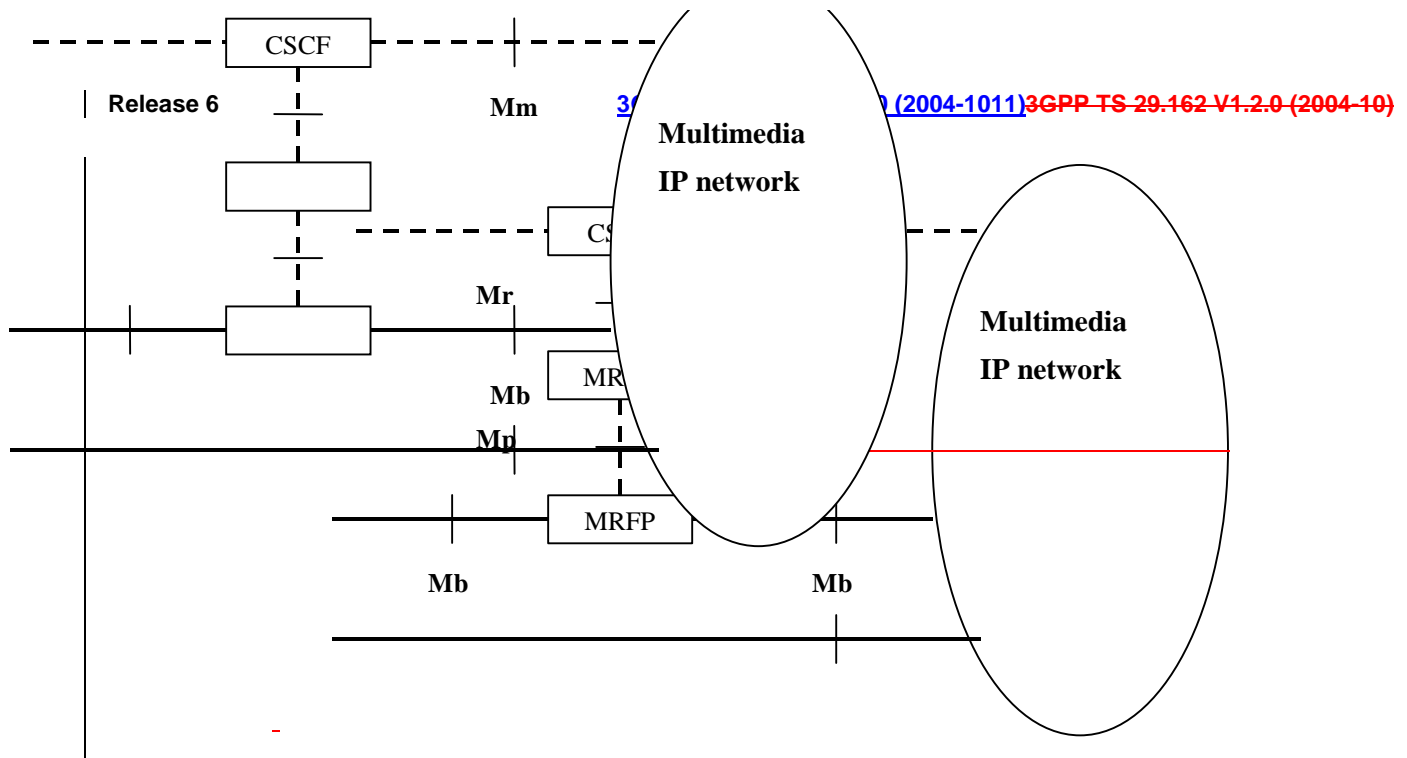 CSCF
Release 6
Mm
(2004-1011)3GPP TS 29.162 V1.2.0 (2004-10)
Multimedia
IP network
Mr
Multimedia
IP network
Mb
Mp
MRFP
Mb
Mb